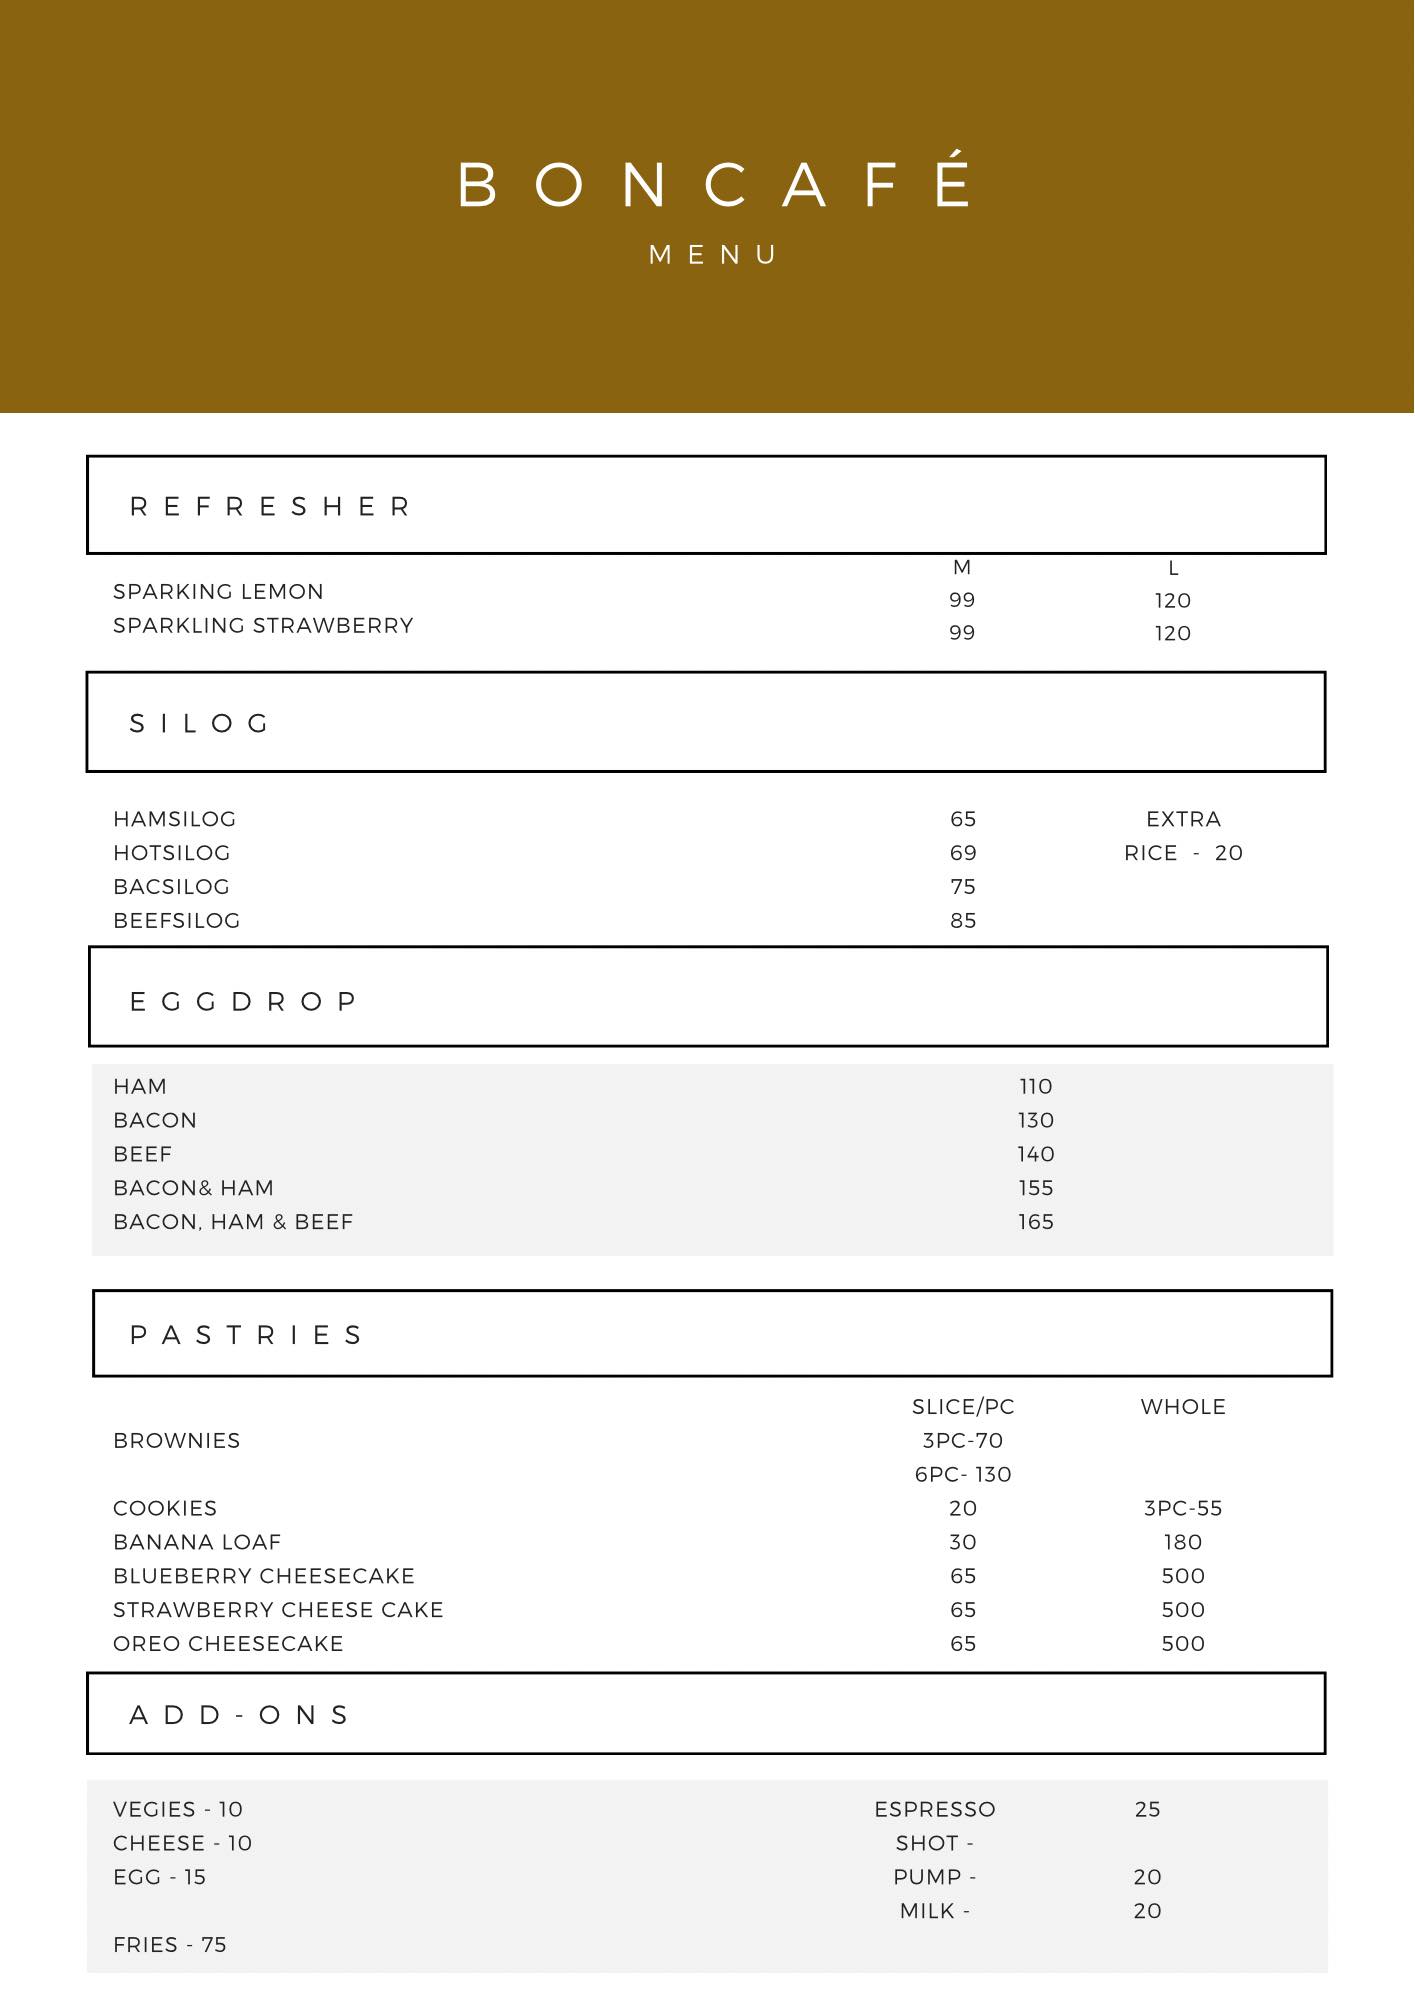 BONCAFÉ
MENU
REFRESHER
M L
SPARKING LEMON 99 120
SPARKLING STRAWBERRY 99 120
SILOG
HAMSILOG 65 EXTRA
HOTSILOG 69 RICE - 20
BACSILOG 75
BEEFSILOG 85
EGGDROP
HAM 110
BACON 130
BEEF 140
BACON& HAM 155
BACON, HAM & BEEF 165
PASTRIES
SLICE/PC WHOLE
BROWNIES 3PC-70
6PC- 130
COOKIES 20 3PC-55
BANANA LOAF 30 180
BLUEBERRY CHEESECAKE 65 500
STRAWBERRY CHEESE CAKE 65 500
OREO CHEESECAKE 65 500
ADD-ONS
VEGIES - 10 ESPRESSO 25
CHEESE - 10 SHOT -
EGG - 15 PUMP - 20
MILK - 20
FRIES - 75